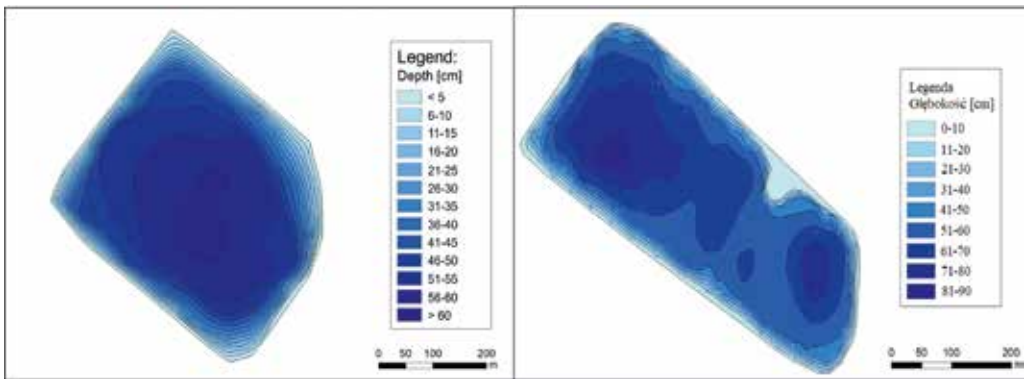 Legend:
Depth [cm]
< 5
6-10
11-15
16-20
21-25
26-30
31-35
36-40
41-45
46-50
51-55
56-60
> 60
0 50 100 200
m
Legenda
Głębokość [cm]
0-10
11-20
21-30
31-40
41-50
51-60
61-70
71-80
81-90
0 50 100 200
m